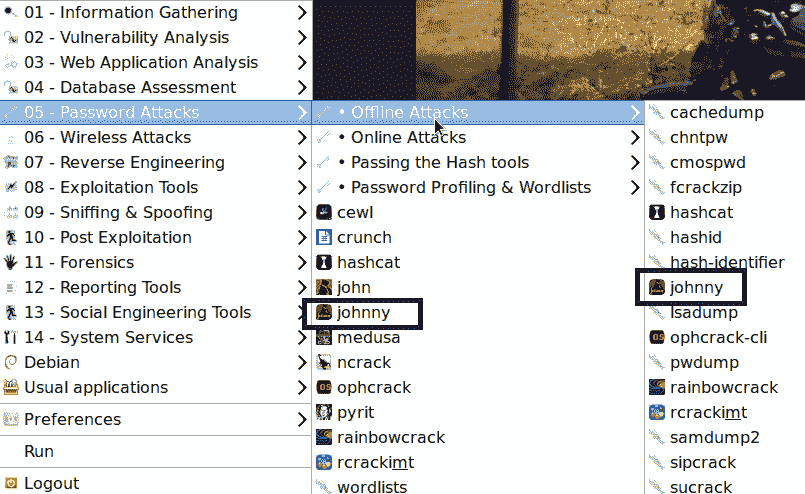 01 - Information Gathering
02 - Vulnerability Analysis
03 - Web Application Analysis
04 - Database Assessment
05 - Password Attacks
06 - Wireless Attacks
07 - Reverse Engineering
08 - Exploitation Tools
09 - Sniffing & Spoofing
10 - Post Exploitation
11 - Forensics
12 - Reporting Tools
13 - Social Engineering Tools
14 - System Services
Debian
Usual applications
Preferences
Run
Logout
• Offline Attacks
• Online Attacks
• Passing the Hash tools
• Password Profiling & Wordlists
cewl
crunch
hashcat
john
johnny
medusa
ncrack
ophcrack
pyrit
rainbowcrack
rcrackimt
wordlists
cachedump
chntpw
cmospwd
fcrackzip
hashcat
hashid
hash-identifier
johnny
lsadump
ophcrack-cli
pwdump
rainbowcrack
rcrackimt
samdump2
sipcrack
sucrack